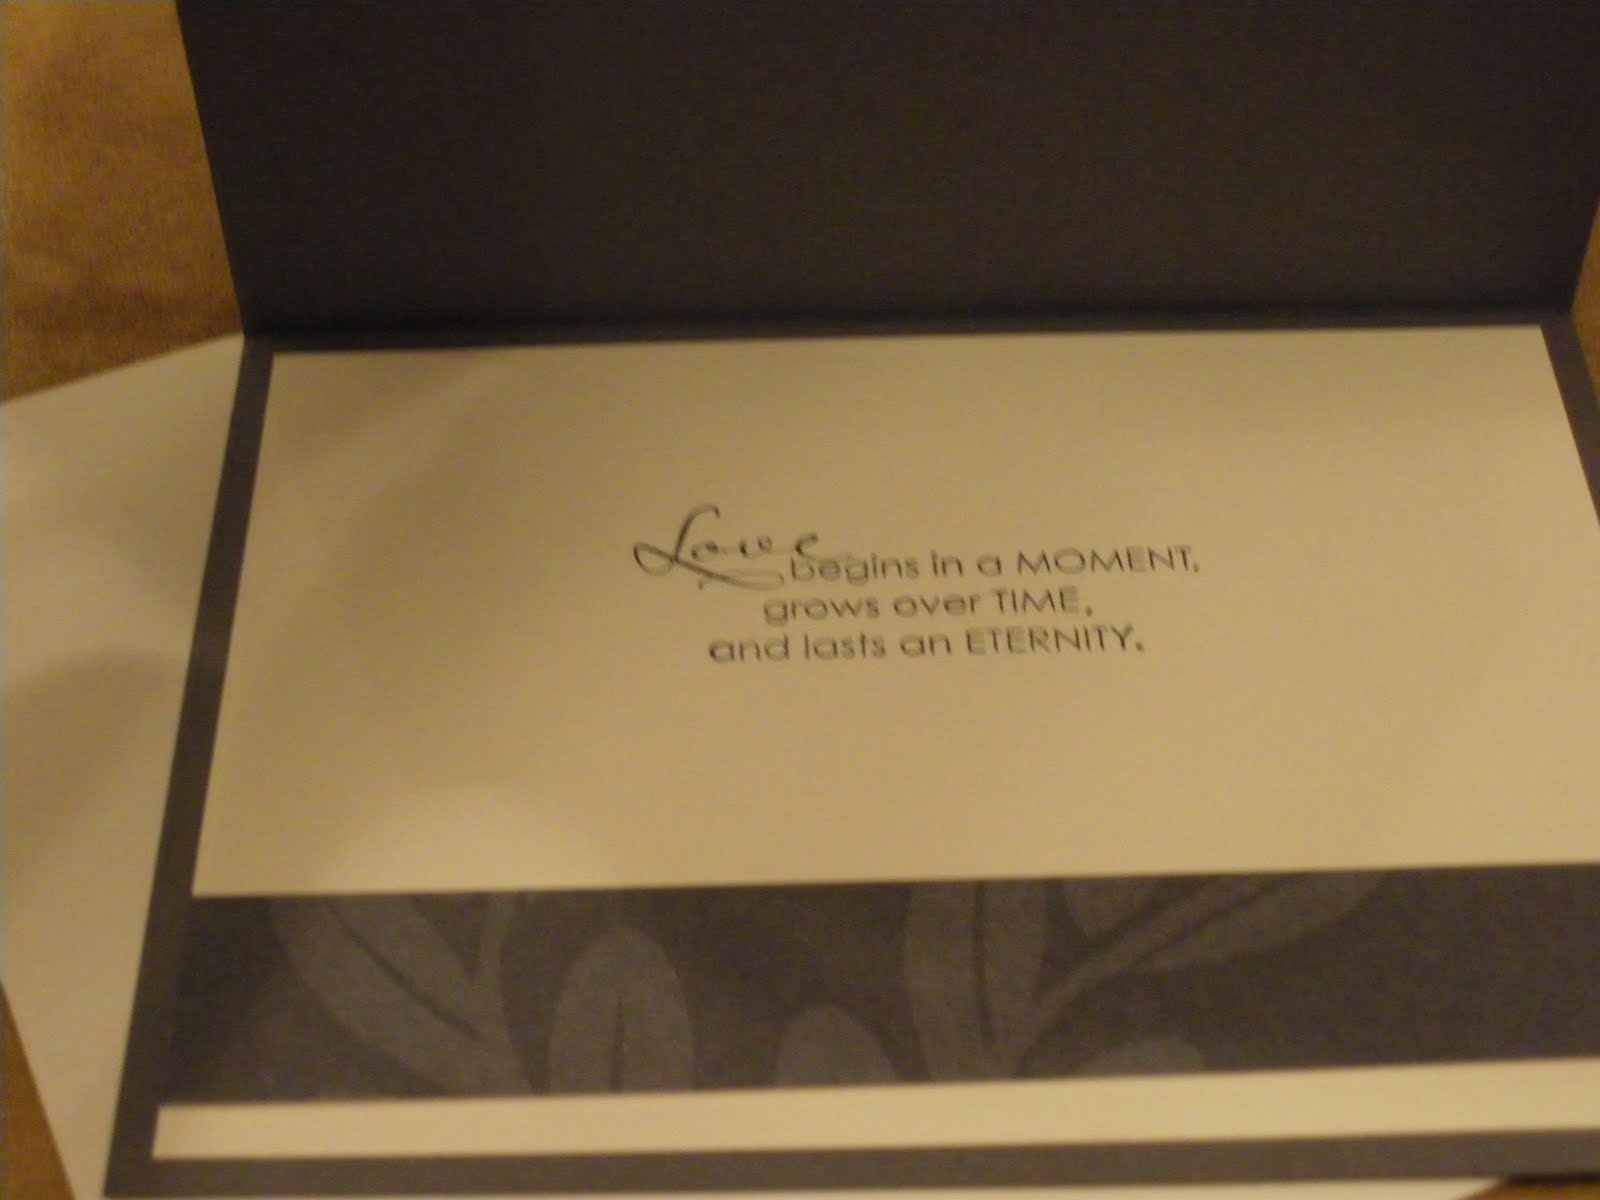 Love begins in a MOMENT,
grows over TIME,
and lasts an ETERNITY.